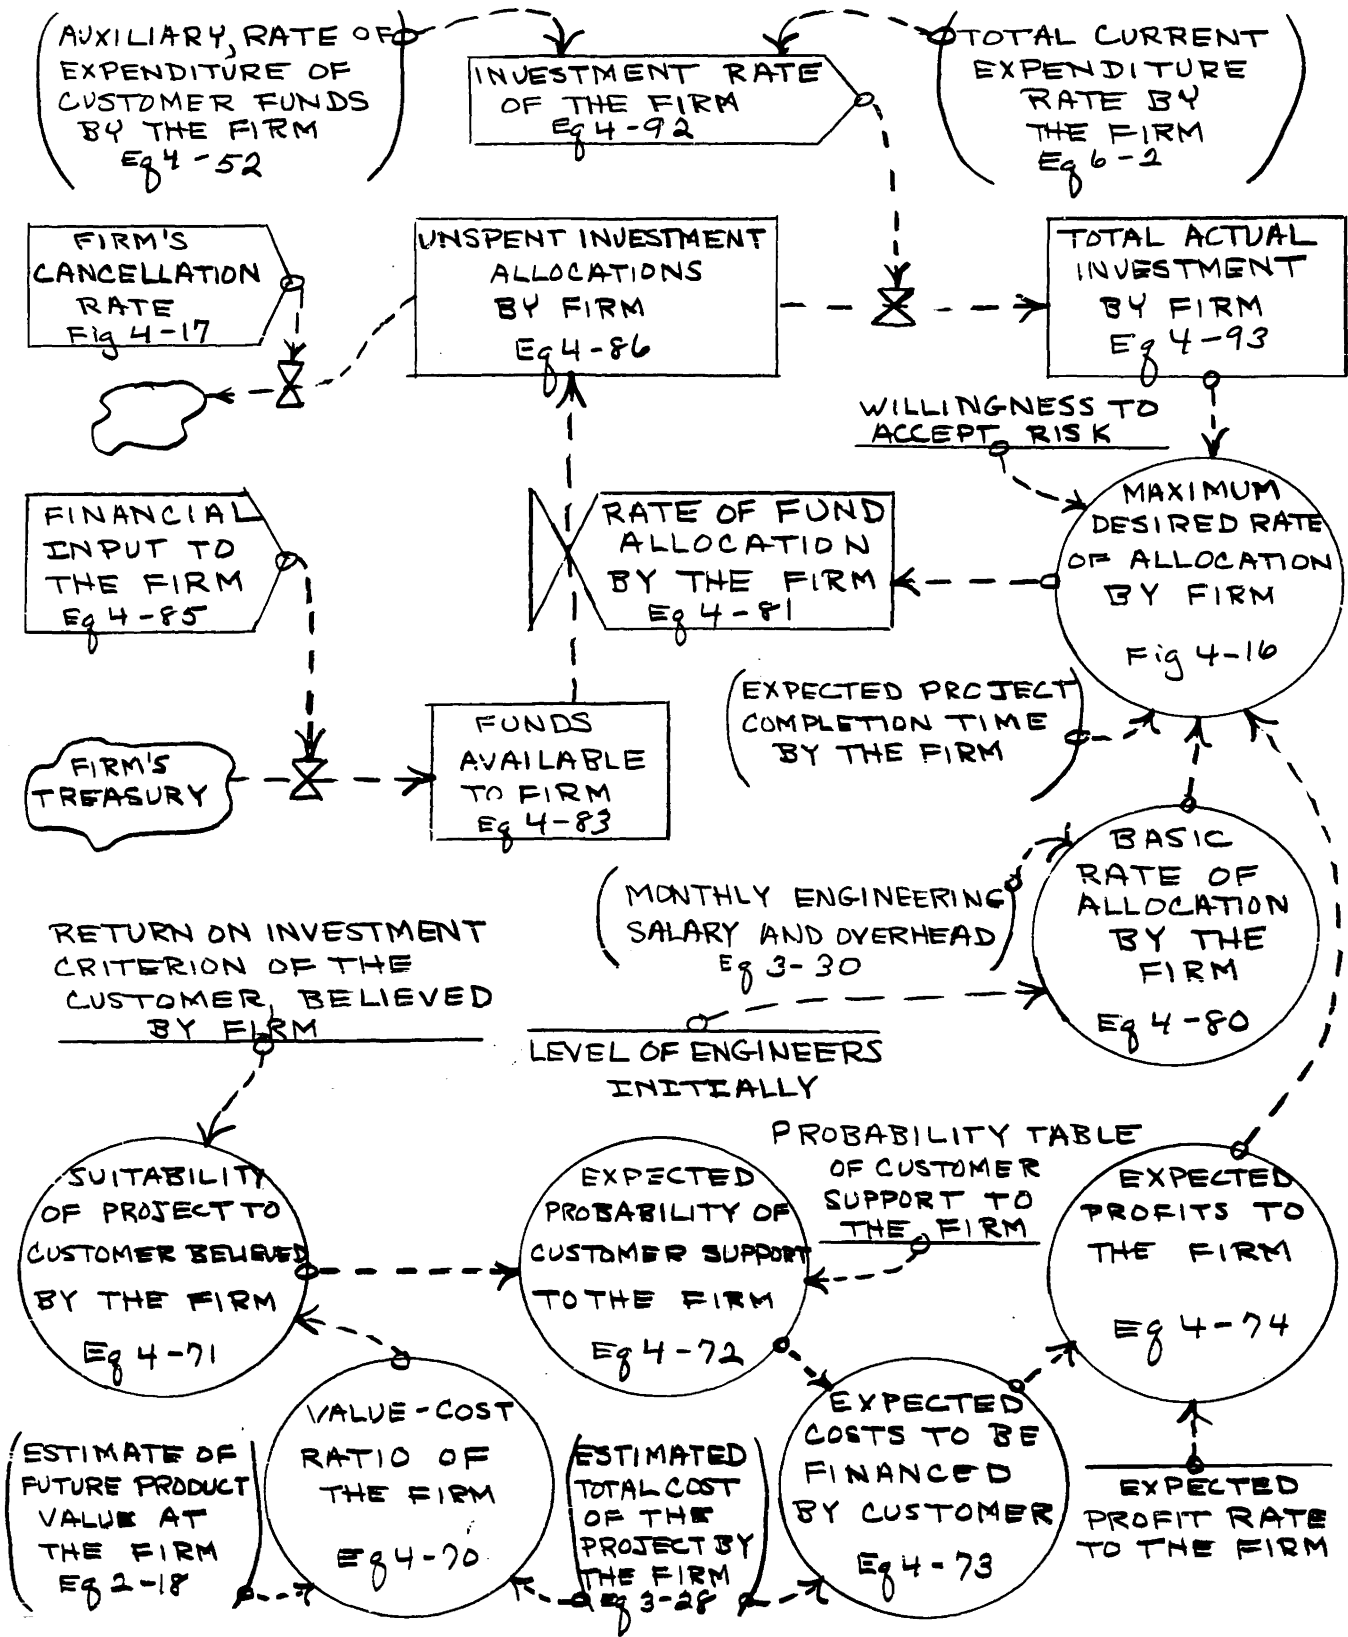 AUXILIARY, RATE OF
EXPENDITURE OF
CUSTOMER FUNDS
BY THE FIRM
Eq 4-52
INVESTMENT RATE
OF THE FIRM
Eq 4-92
TOTAL CURRENT
EXPENDITURE
RATE BY
THE FIRM
Eq 6-2
FIRM'S
CANCELLATION
RATE
Fig 4-17
UNSPENT INVESTMENT
ALLOCATIONS
BY FIRM
Eq 4-86
TOTAL ACTUAL
INVESTMENT
BY FIRM
Eq 4-93
WILLINGNESS TO
ACCEPT RISK
FINANCIAL
INPUT TO
THE FIRM
Eq 4-85
RATE OF FUND
ALLOCATION
BY THE FIRM
Eq 4-81
MAXIMUM
DESIRED RATE
OF ALLOCATION
BY FIRM
Fig 4-16
FIRM'S
TREASURY
FUNDS
AVAILABLE
TO FIRM
Eq 4-83
EXPECTED PROJECT
COMPLETION TIME
BY THE FIRM
BASIC
RATE OF
ALLOCATION
BY THE
FIRM
Eq 4-80
MONTHLY ENGINEERING
SALARY AND OVERHEAD
Eq 3-30
RETURN ON INVESTMENT
CRITERION OF THE
CUSTOMER, BELIEVED
BY FIRM
LEVEL OF ENGINEERS
INITIALLY
PROBABILITY TABLE
OF CUSTOMER
SUPPORT TO
THE FIRM
SUITABILITY
OF PROJECT TO
CUSTOMER BELIEVED
BY THE FIRM
Eq 4-71
EXPECTED
PROBABILITY OF
CUSTOMER SUPPORT
TO THE FIRM
Eq 4-72
EXPECTED
PROFITS TO
THE FIRM
Eq 4-74
VALUE-COST
RATIO OF
THE FIRM
Eq 4-70
EXPECTED
COSTS TO BE
FINANCED
BY CUSTOMER
Eq 4-73
ESTIMATE OF
FUTURE PRODUCT
VALUE AT
THE FIRM
Eq 2-18
ESTIMATED
TOTAL COST
OF THE
PROJECT BY
THE FIRM
Eq 3-28
EXPECTED
PROFIT RATE
TO THE FIRM